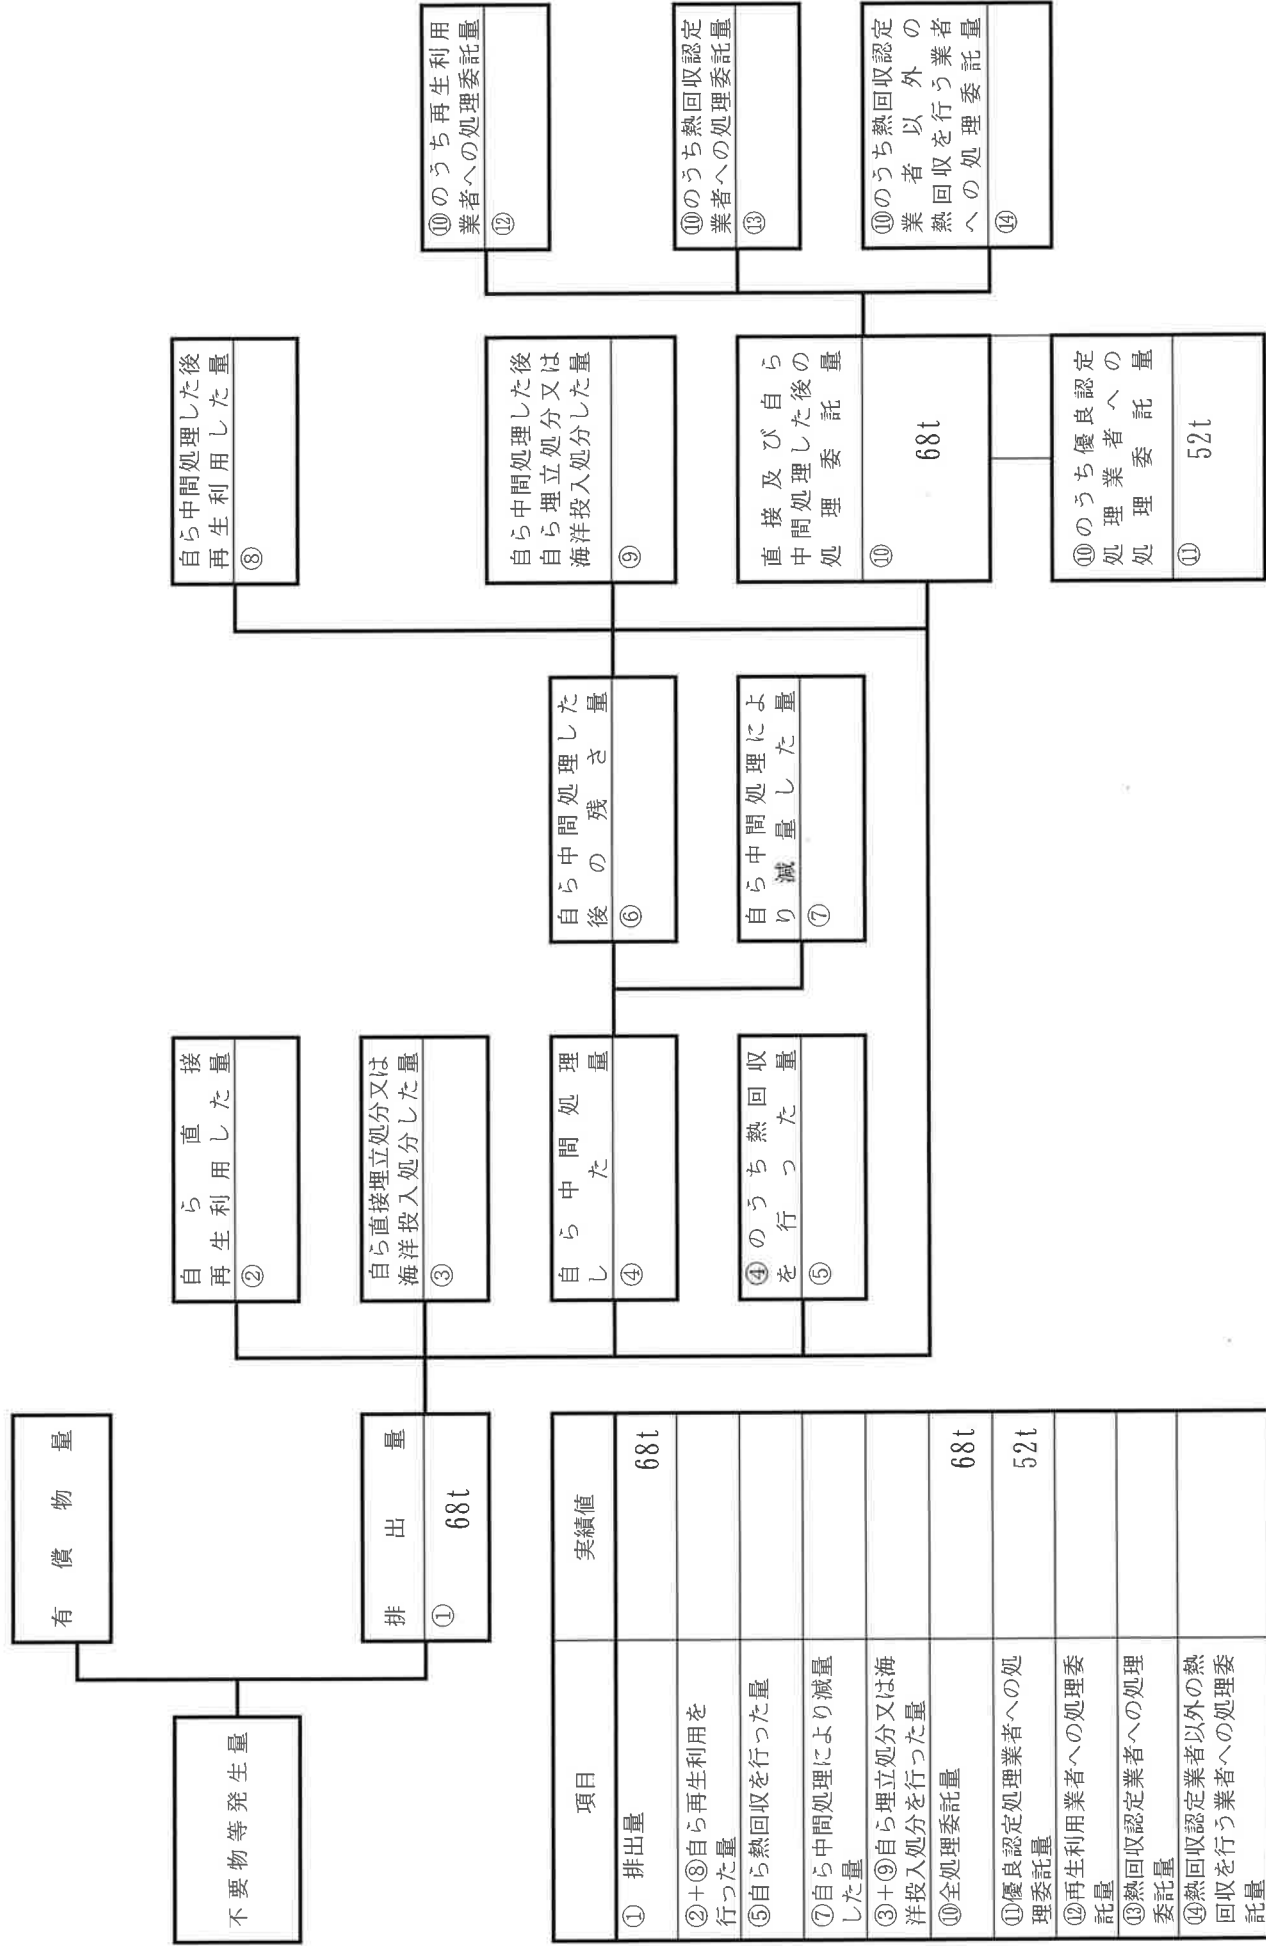 不要物等発生量
有償物量
排出量
①
68t
自ら直接
再生利用した量
②
自ら直接埋立処分又は
海洋投入処分した量
③
自ら中間処理
した量
④
④のうち熱回収
を行った量
⑤
自ら中間処理した
後の残さ量
⑥
自ら中間処理によ
り減量した量
⑦
自ら中間処理した後
再生利用した量
⑧
自ら中間処理した後
自ら埋立処分又は
海洋投入処分した量
⑨
直接及び自ら
中間処理した後の
処理委託量
⑩
68t
⑩のうち優良認定
処理業者への
処理委託量
⑪
52t
⑩のうち再生利用
業者への処理委託量
⑫
⑩のうち熱回収認定
業者への処理委託量
⑬
⑩のうち熱回収認定
業者以外の
熱回収を行う業者
への処理委託量
⑭
項目 実績値
① 排出量 68t
②+⑧自ら再生利用を
行った量
⑤自ら熱回収を行った量
⑦自ら中間処理により減量
した量
③+⑨自ら埋立処分又は海
洋投入処分を行った量
⑩全処理委託量 68t
⑪優良認定処理業者への処
理委託量 52t
⑫再生利用業者への処理委
託量
⑬熱回収認定業者への処理
委託量
⑭熱回収認定業者以外の熱
回収を行う業者への処理委
託量